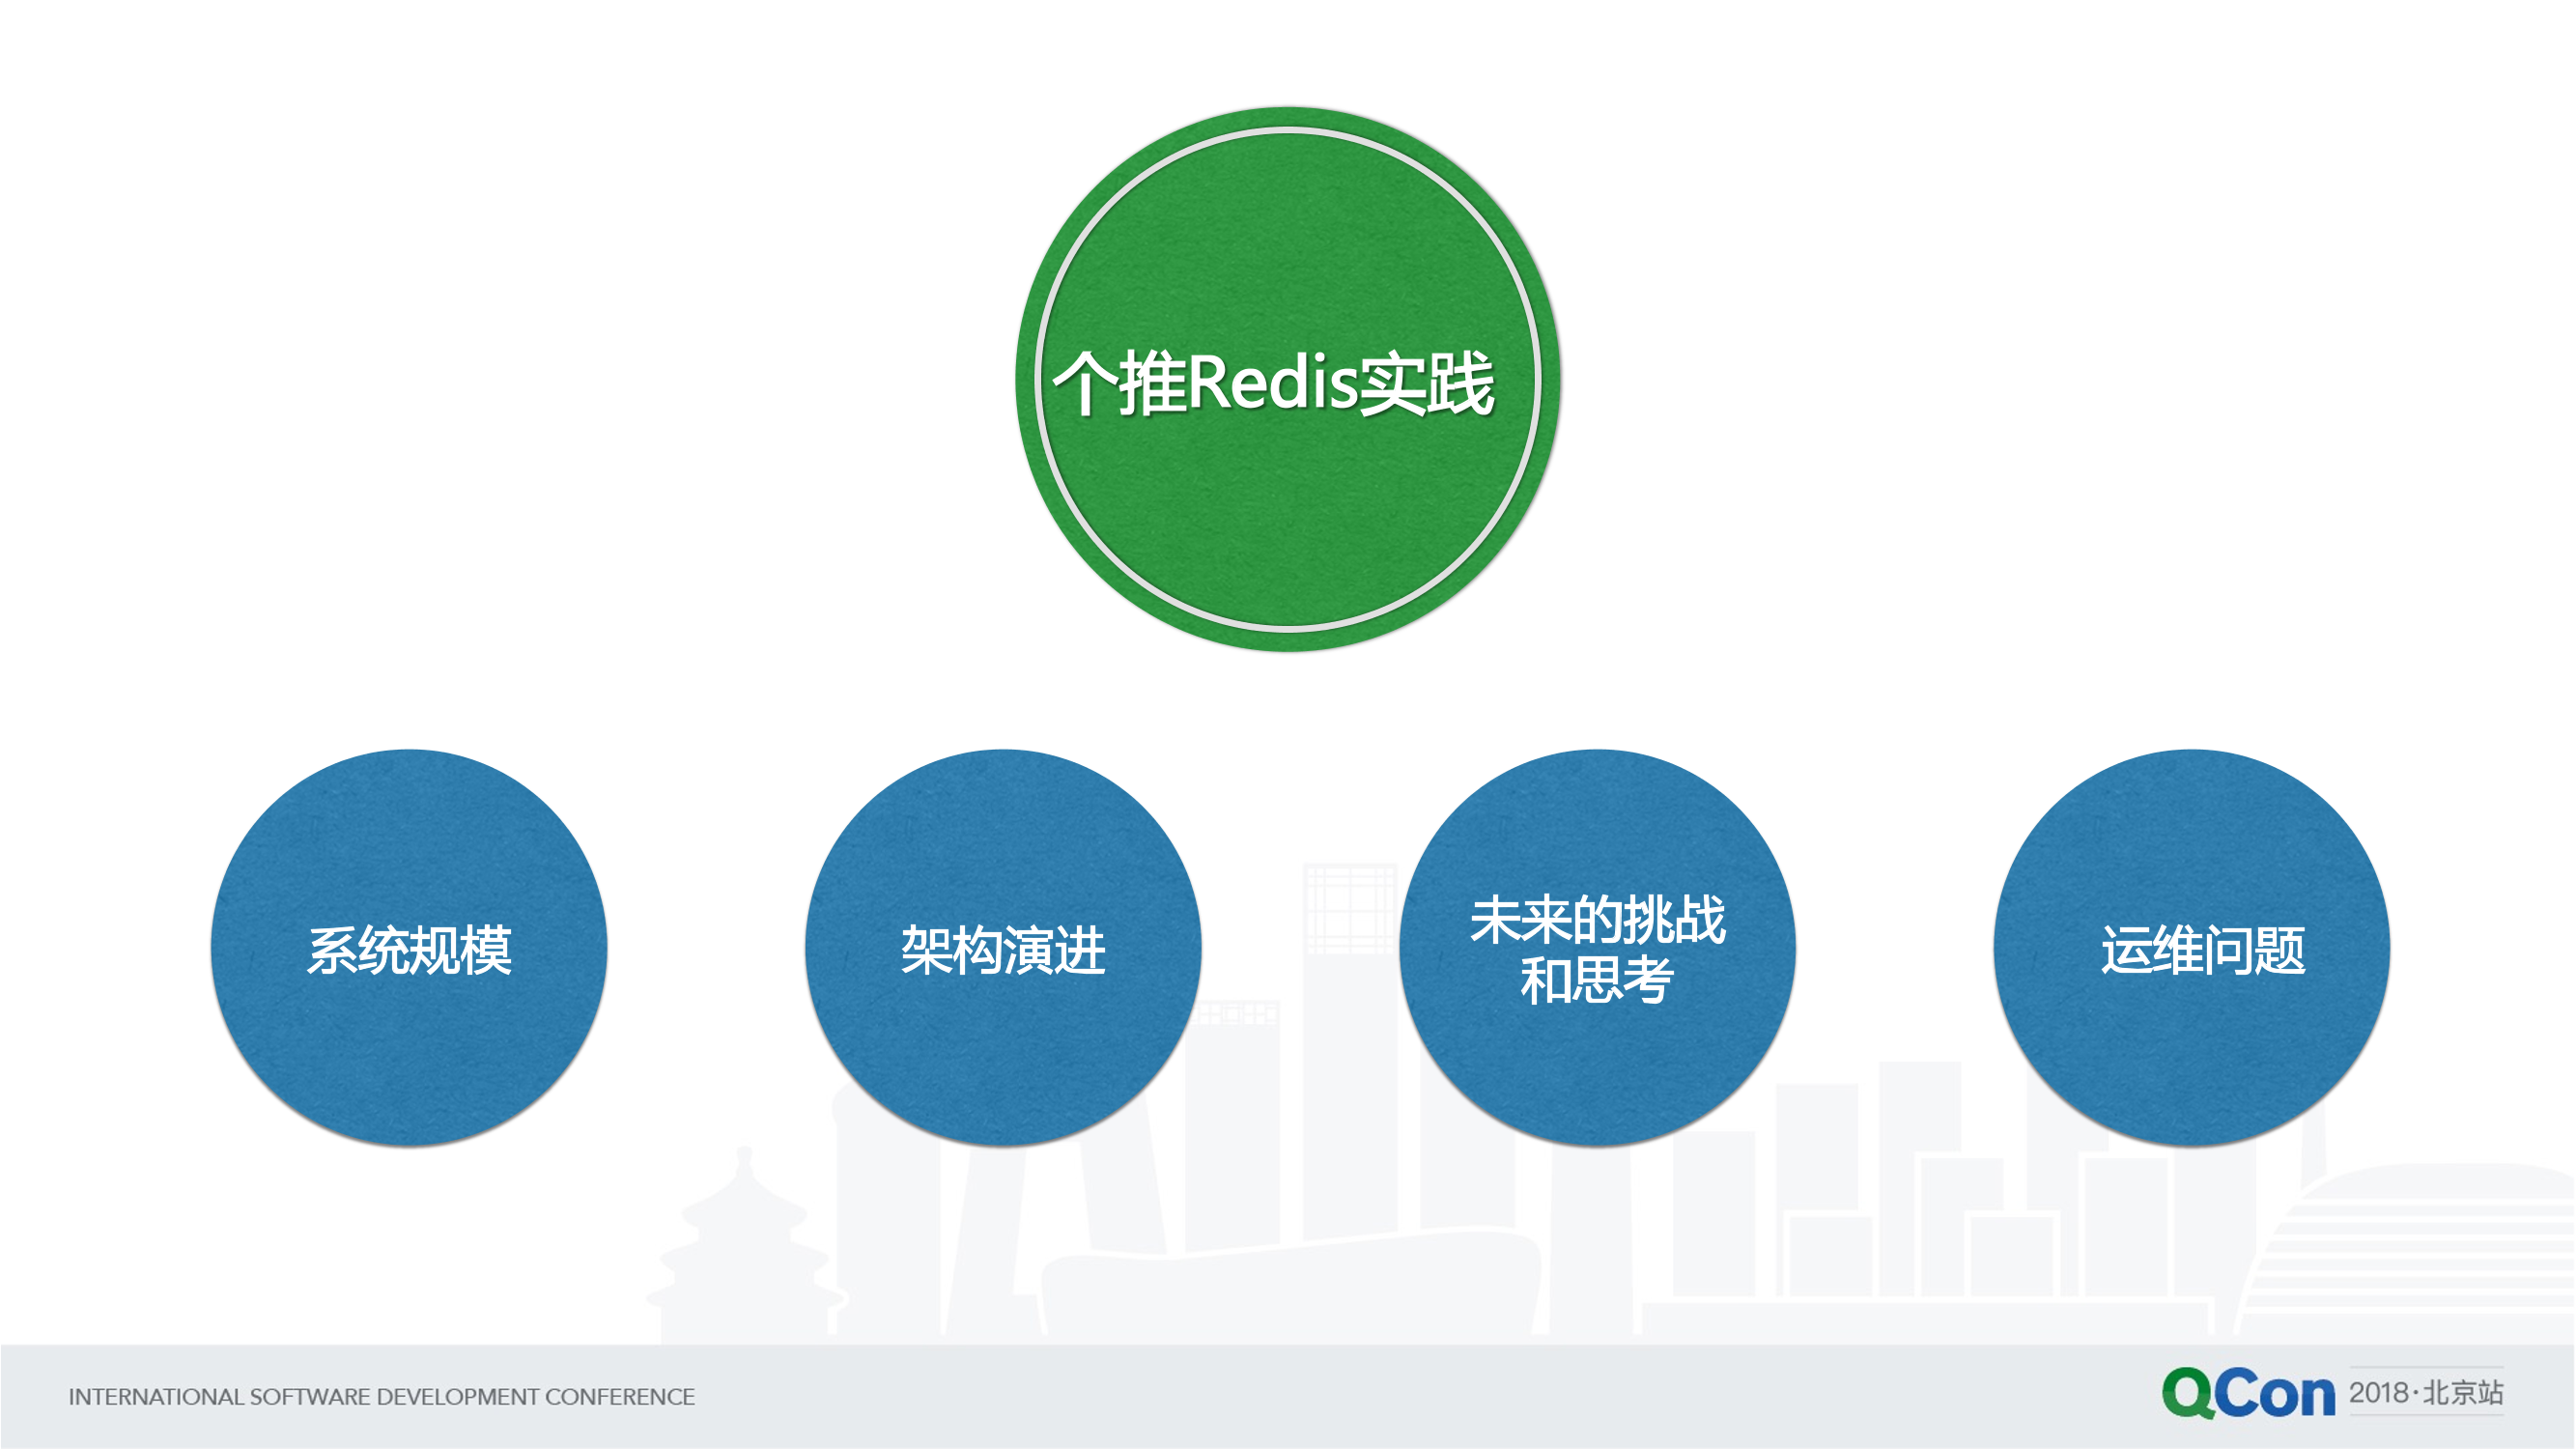 个推Redis实践
系统规模
架构演进
未来的挑战
和思考
运维问题
INTERNATIONAL SOFTWARE DEVELOPMENT CONFERENCE
QCon 2018·北京站